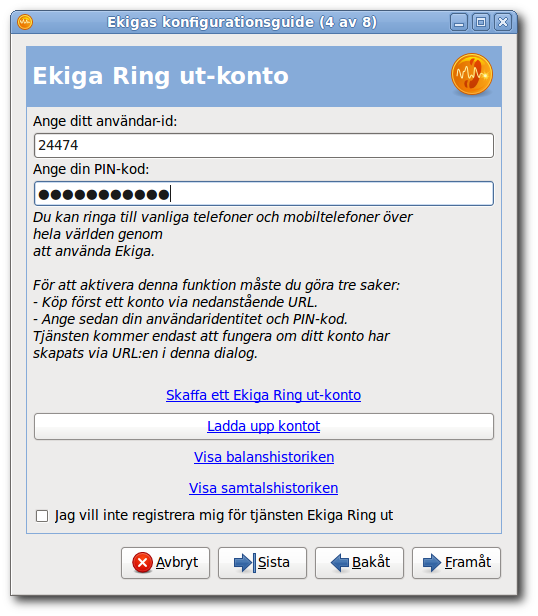 Ekigas konfigurationsguide (4 av 8)
Ekiga Ring ut-konto
Ange ditt användar-id:
24474
Ange din PIN-kod:
●●●●●●●●●●●
Du kan ringa till vanliga telefoner och mobiltelefoner över
hela världen genom
att använda Ekiga.
För att aktivera denna funktion måste du göra tre saker:
- Köp först ett konto via nedanstående URL.
- Ange sedan din användaridentitet och PIN-kod.
Tjänsten kommer endast att fungera om ditt konto har
skapats via URL:en i denna dialog.
Skaffa ett Ekiga Ring ut-konto
Ladda upp kontot
Visa balanshistoriken
Visa samtalshistoriken
Jag vill inte registrera mig för tjänsten Ekiga Ring ut
Avbryt Sista Bakåt Framåt